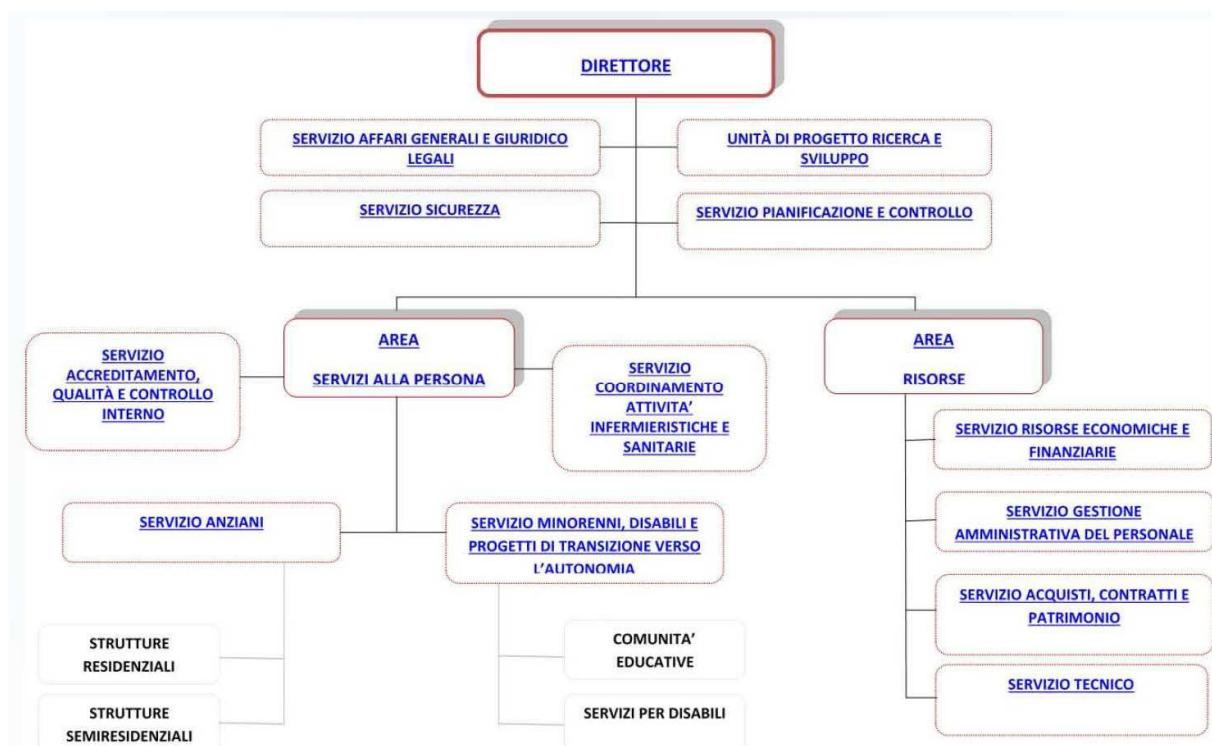 DIRETTORE
SERVIZIO AFFARI GENERALI E GIURIDICO
LEGALI
UNITÀ DI PROGETTO RICERCA E
SVILUPPO
SERVIZIO SICUREZZA
SERVIZIO PIANIFICAZIONE E CONTROLLO
AREA
SERVIZI ALLA PERSONA
AREA
RISORSE
SERVIZIO
ACCREDITAMENTO,
QUALITÀ E CONTROLLO
INTERNO
SERVIZIO
COORDINAMENTO
ATTIVITA’
INFERMIERISTICHE E
SANITARIE
SERVIZIO RISORSE ECONOMICHE E
FINANZIARIE
SERVIZIO ANZIANI
SERVIZIO MINORENNI, DISABILI E
PROGETTI DI TRANSIZIONE VERSO
L’AUTONOMIA
SERVIZIO GESTIONE
AMMINISTRATIVA DEL PERSONALE
SERVIZIO ACQUISTI, CONTRATTI E
PATRIMONIO
STRUTTURE
RESIDENZIALI
COMUNITA’
EDUCATIVE
SERVIZIO TECNICO
STRUTTURE
SEMIRESIDENZIALI
SERVIZI PER DISABILI